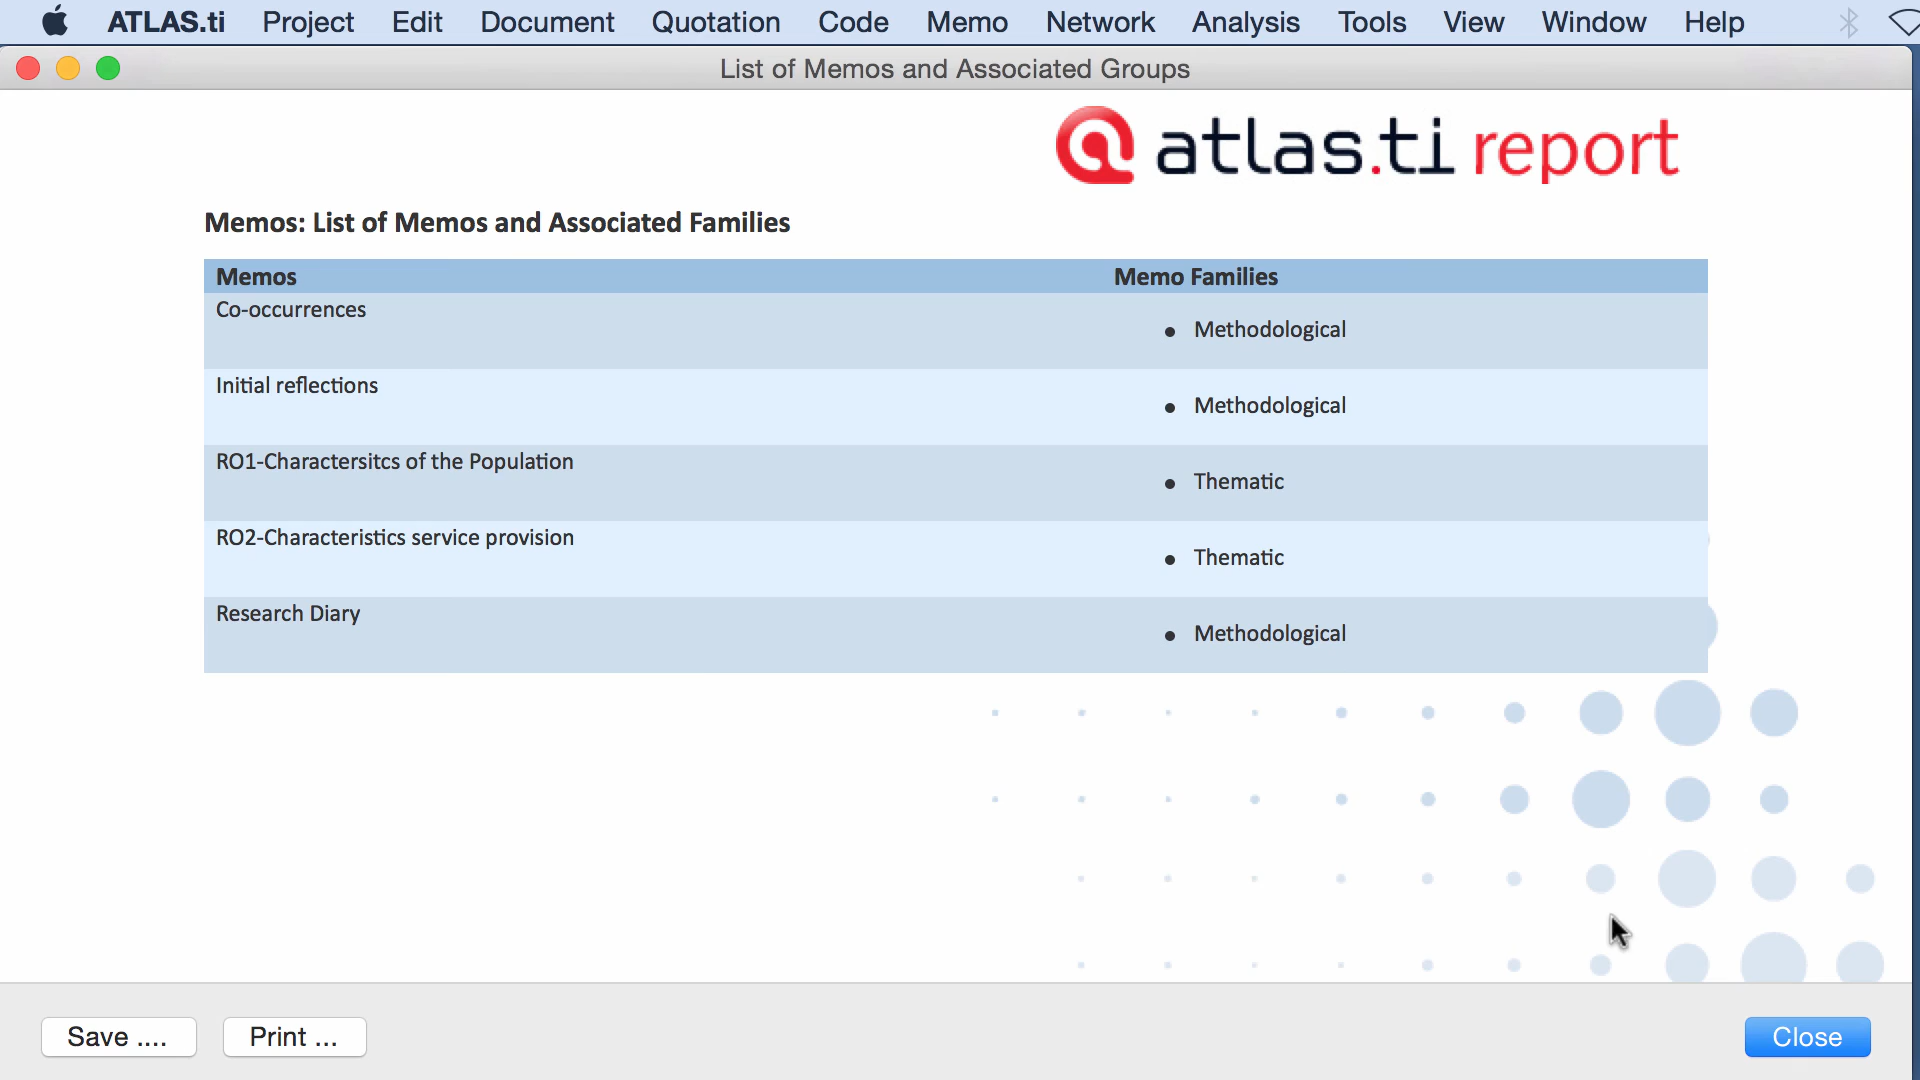 ATLAS.ti Project Edit Document Quotation Code Memo Network Analysis Tools View Window Help
List of Memos and Associated Groups
atlas.ti report
Memos: List of Memos and Associated Families
Memos Memo Families
Co-occurrences
• Methodological
Initial reflections
• Methodological
RO1-Charactersitcs of the Population
• Thematic
RO2-Characteristics service provision
• Thematic
Research Diary
• Methodological
Save .... Print ... Close